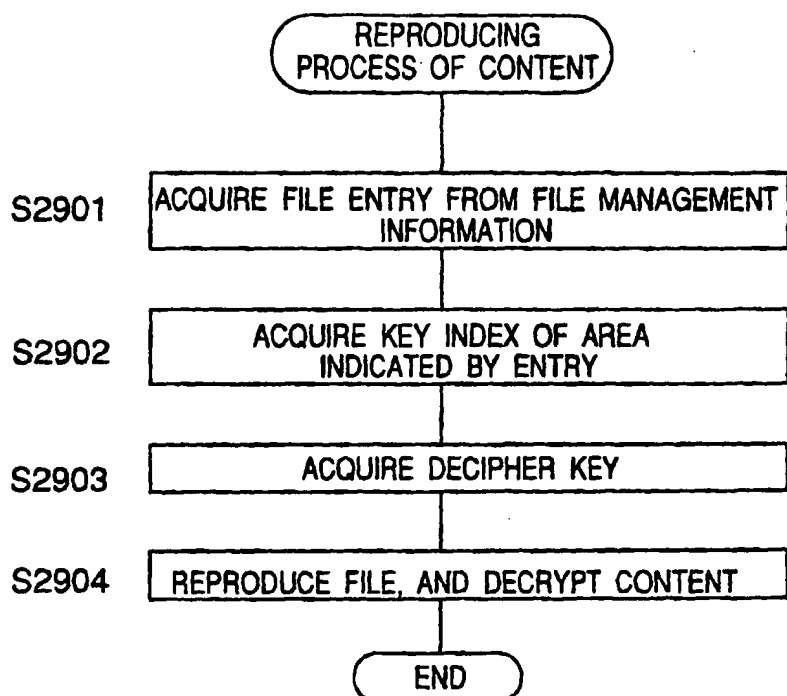 REPRODUCING
PROCESS OF CONTENT
S2901
ACQUIRE FILE ENTRY FROM FILE MANAGEMENT
INFORMATION
S2902
ACQUIRE KEY INDEX OF AREA
INDICATED BY ENTRY
S2903
ACQUIRE DECIPHER KEY
S2904
REPRODUCE FILE, AND DECRYPT CONTENT
END